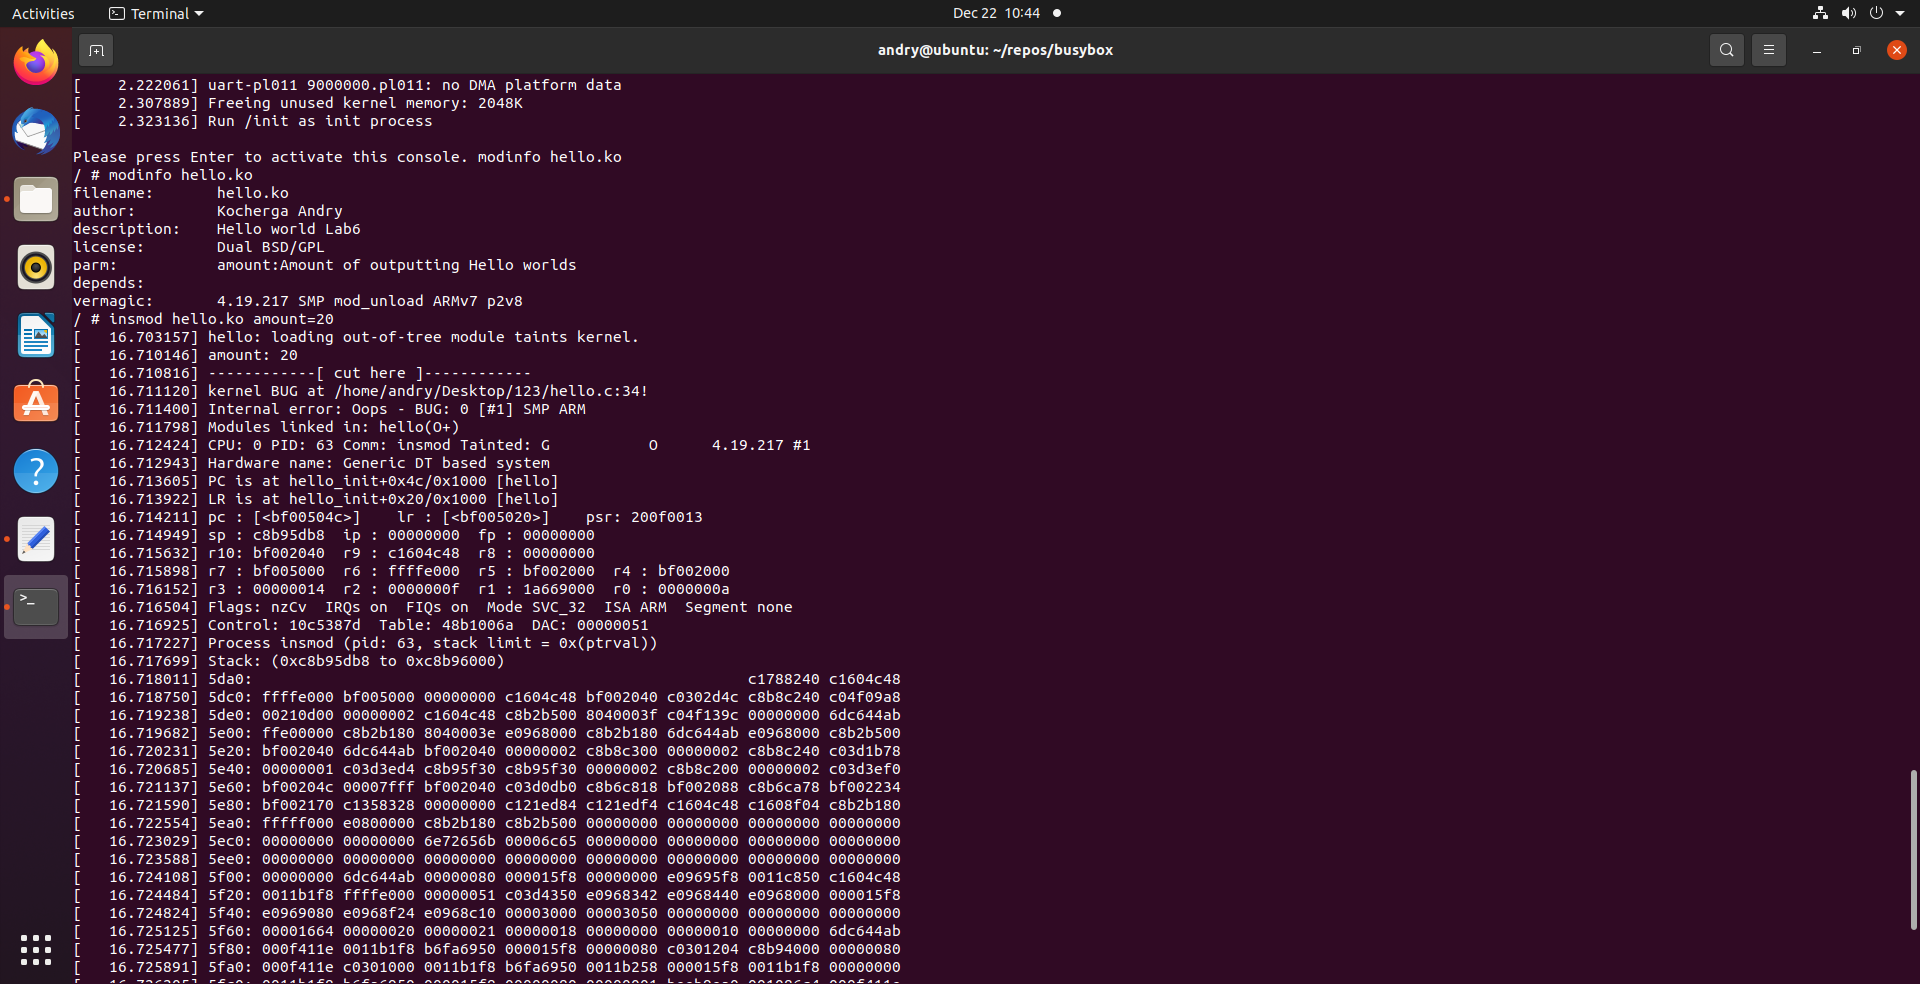 Activities
Terminal
Dec 22 10:44
andry@ubuntu: ~/repos/busybox
[    2.222061] uart-pl011 9000000.pl011: no DMA platform data
[    2.307889] Freeing unused kernel memory: 2048K
[    2.323136] Run /init as init process
Please press Enter to activate this console. modinfo hello.ko
/ # modinfo hello.ko
filename:       hello.ko
author:         Kocherga Andry
description:    Hello world Lab6
license:        Dual BSD/GPL
parm:           amount:Amount of outputting Hello worlds
depends:
vermagic:       4.19.217 SMP mod_unload ARMv7 p2v8
/ # insmod hello.ko amount=20
[   16.703157] hello: loading out-of-tree module taints kernel.
[   16.710146] amount: 20
[   16.710816] ------------[ cut here ]------------
[   16.711120] kernel BUG at /home/andry/Desktop/123/hello.c:34!
[   16.711400] Internal error: Oops - BUG: 0 [#1] SMP ARM
[   16.711798] Modules linked in: hello(O+)
[   16.712424] CPU: 0 PID: 63 Comm: insmod Tainted: G           O      4.19.217 #1
[   16.712943] Hardware name: Generic DT based system
[   16.713605] PC is at hello_init+0x4c/0x1000 [hello]
[   16.713922] LR is at hello_init+0x20/0x1000 [hello]
[   16.714211] pc : [<bf00504c>]    lr : [<bf005020>]    psr: 200f0013
[   16.714949] sp : c8b95db8  ip : 00000000  fp : 00000000
[   16.715632] r10: bf002040  r9 : c1604c48  r8 : 00000000
[   16.715898] r7 : bf005000  r6 : ffffe000  r5 : bf002000  r4 : bf002000
[   16.716152] r3 : 00000014  r2 : 0000000f  r1 : 1a669000  r0 : 0000000a
[   16.716504] Flags: nzCv  IRQs on  FIQs on  Mode SVC_32  ISA ARM  Segment none
[   16.716925] Control: 10c5387d  Table: 48b1006a  DAC: 00000051
[   16.717227] Process insmod (pid: 63, stack limit = 0x(ptrval))
[   16.717699] Stack: (0xc8b95db8 to 0xc8b96000)
[   16.718011] 5da0:                                                       c1788240 c1604c48
[   16.718750] 5dc0: ffffe000 bf005000 00000000 c1604c48 bf002040 c0302d4c c8b8c240 c04f09a8
[   16.719238] 5de0: 00210d00 00000002 c1604c48 c8b2b500 8040003f c04f139c 00000000 6dc644ab
[   16.719682] 5e00: ffe00000 c8b2b180 8040003e e0968000 c8b2b180 6dc644ab e0968000 c8b2b500
[   16.720231] 5e20: bf002040 6dc644ab bf002040 00000002 c8b8c300 00000002 c8b8c240 c03d1b78
[   16.720685] 5e40: 00000001 c03d3ed4 c8b95f30 c8b95f30 00000002 c8b8c200 00000002 c03d3ef0
[   16.721137] 5e60: bf00204c 00007fff bf002040 c03d0db0 c8b6c818 bf002088 c8b6ca78 bf002234
[   16.721590] 5e80: bf002170 c1358328 00000000 c121ed84 c121edf4 c1604c48 c1608f04 c8b2b180
[   16.722554] 5ea0: fffff000 e0800000 c8b2b180 c8b2b500 00000000 00000000 00000000 00000000
[   16.723029] 5ec0: 00000000 00000000 6e72656b 00006c65 00000000 00000000 00000000 00000000
[   16.723588] 5ee0: 00000000 00000000 00000000 00000000 00000000 00000000 00000000 00000000
[   16.724108] 5f00: 00000000 6dc644ab 00000080 000015f8 00000000 e09695f8 0011c850 c1604c48
[   16.724484] 5f20: 0011b1f8 ffffe000 00000051 c03d4350 e0968342 e0968440 e0968000 000015f8
[   16.724824] 5f40: e0969080 e0968f24 e0968c10 00003000 00003050 00000000 00000000 00000000
[   16.725125] 5f60: 00001664 00000020 00000021 00000018 00000000 00000010 00000000 6dc644ab
[   16.725477] 5f80: 000f411e 0011b1f8 b6fa6950 000015f8 00000080 c0301204 c8b94000 00000080
[   16.725891] 5fa0: 000f411e c0301000 0011b1f8 b6fa6950 0011b258 000015f8 0011b1f8 00000000